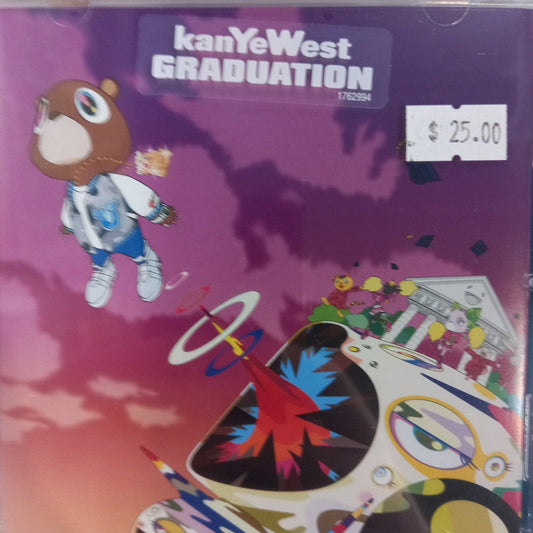 kanYeWest
GRADUATION
1762994
$ 25.00